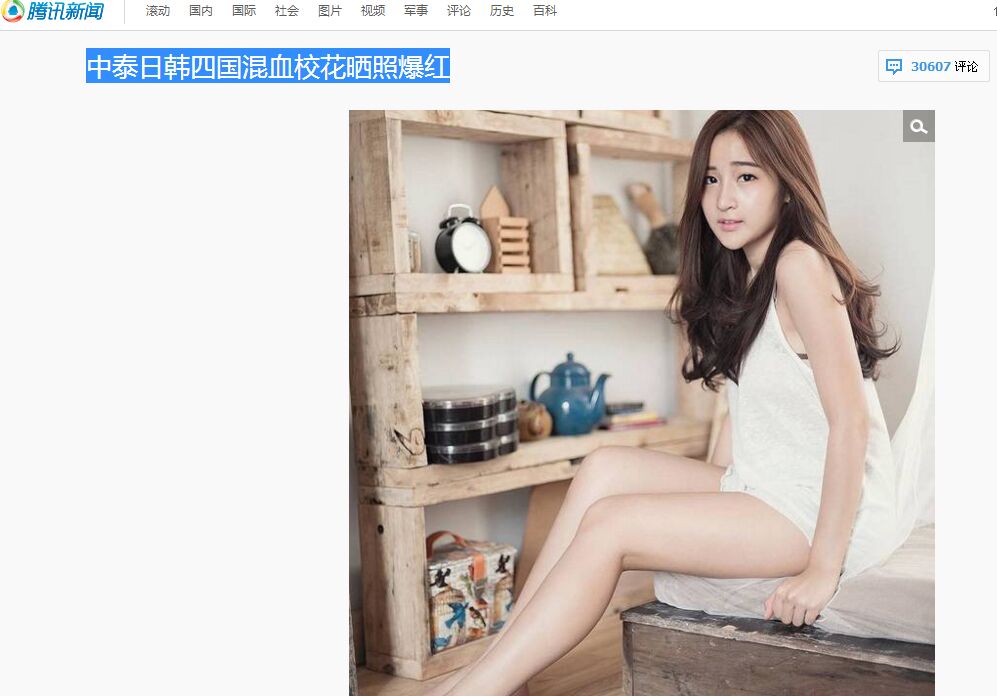 腾讯新闻
滚动 国内 国际 社会 图片 视频 军事 评论 历史 百科
中泰日韩四国混血校花晒照爆红
30607 评论